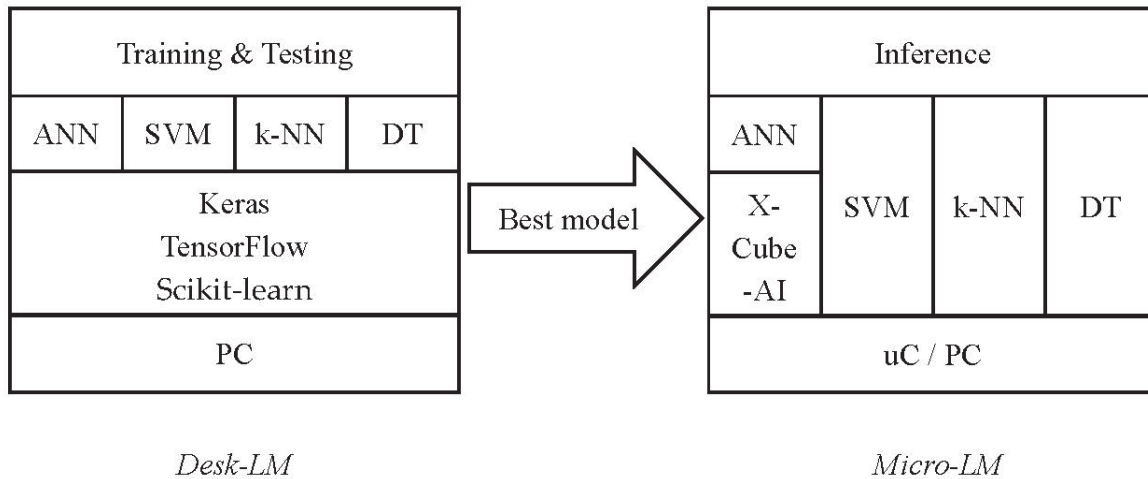 Training & Testing
ANN SVM k-NN DT
Keras
TensorFlow
Scikit-learn
PC
Desk-LM
Best model
Inference
ANN
X-
Cube
-AI
SVM k-NN DT
uC / PC
Micro-LM